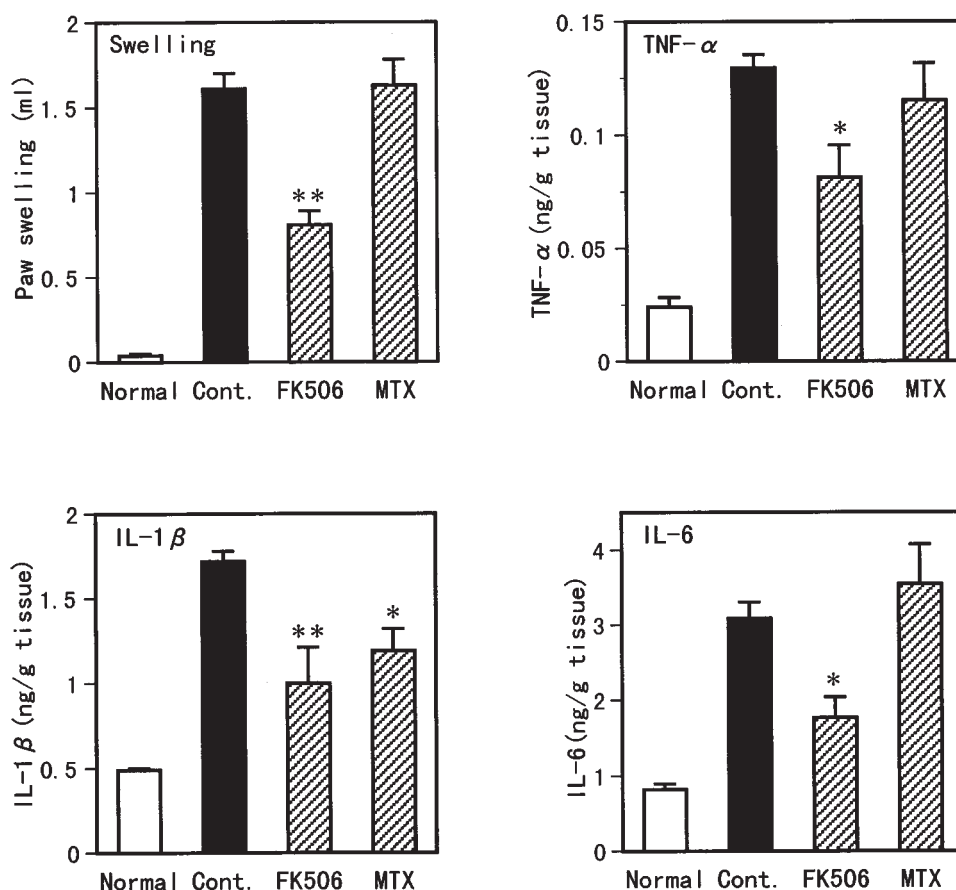 Swelling
Paw swelling (ml)
2
1.5
1
0.5
0
**
Normal Cont. FK506 MTX
TNF-α
TNF-α (ng/g tissue)
0.15
0.1
0.05
0
*
Normal Cont. FK506 MTX
IL-1β
IL-1β (ng/g tissue)
2
1.5
1
0.5
0
**
*
Normal Cont. FK506 MTX
IL-6
IL-6 (ng/g tissue)
4
3
2
1
0
*
Normal Cont. FK506 MTX